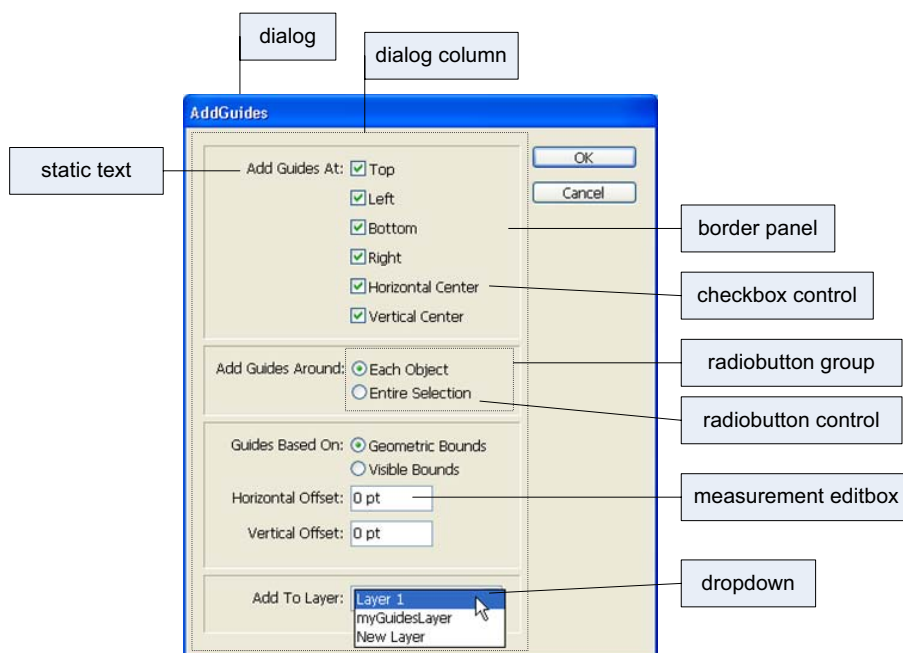 dialog
dialog column
AddGuides
static text
Add Guides At: Top
Left
Bottom
Right
Horizontal Center
Vertical Center
OK
Cancel
border panel
checkbox control
Add Guides Around: Each Object
Entire Selection
radiobutton group
radiobutton control
Guides Based On: Geometric Bounds
Visible Bounds
Horizontal Offset: 0 pt
Vertical Offset: 0 pt
measurement editbox
Add To Layer: Layer 1
myGuidesLayer
New Layer
dropdown